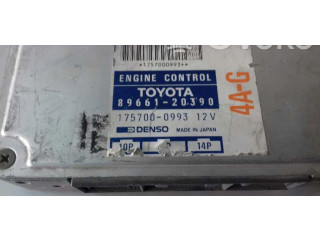 *1757000993*
ENGINE CONTROL
TOYOTA
89661-20390
175700-0993 12V
DENSO MADE IN JAPAN
10P 14P
4A-G